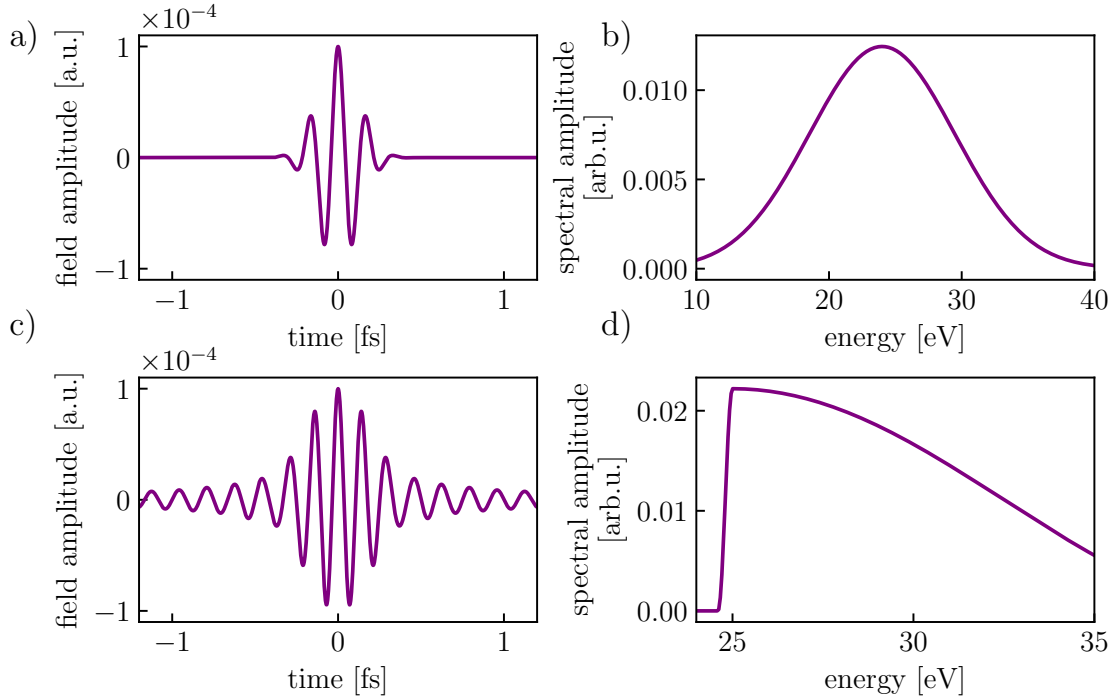 a)
×10⁻⁴
field amplitude [a.u.]
1
0
−1
−1
0
1
time [fs]
b)
spectral amplitude
[arb.u.]
0.010
0.005
0.000
10
20
30
40
energy [eV]
c)
×10⁻⁴
field amplitude [a.u.]
1
0
−1
−1
0
1
time [fs]
d)
spectral amplitude
[arb.u.]
0.02
0.01
0.00
25
30
35
energy [eV]